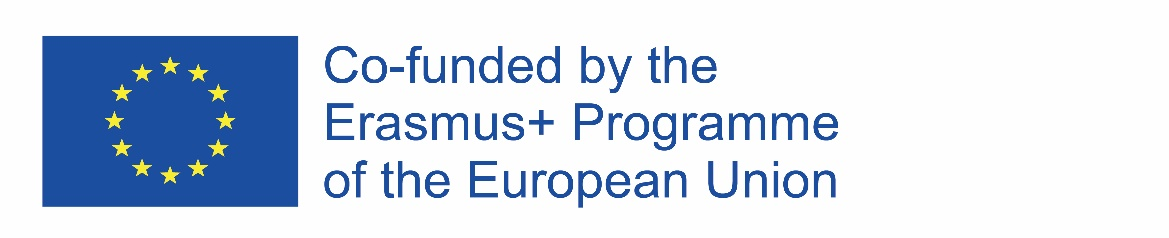 Co-funded by the
Erasmus+ Programme
of the European Union